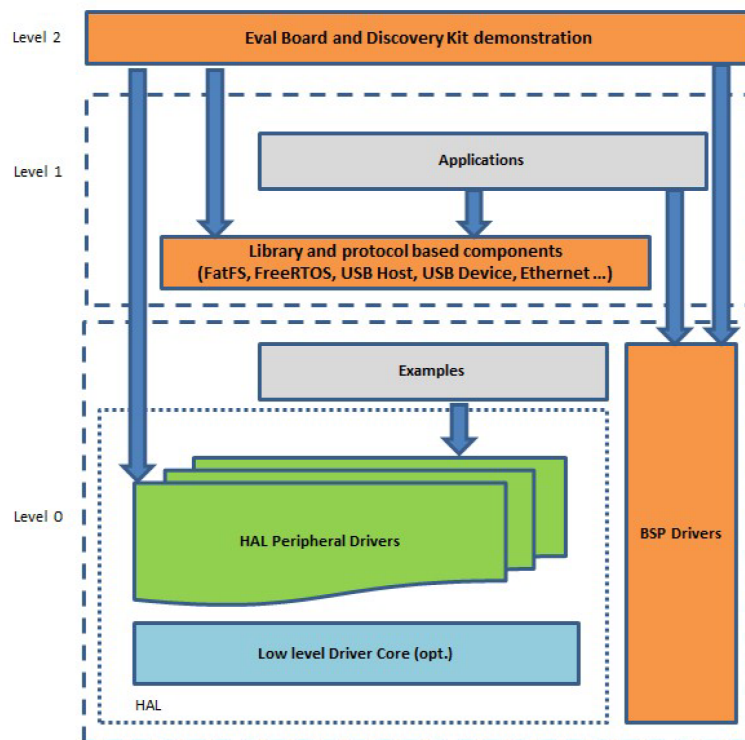 Level 2
Eval Board and Discovery Kit demonstration
Level 1
Applications
Library and protocol based components
(FatFS, FreeRTOS, USB Host, USB Device, Ethernet ...)
Level 0
Examples
HAL Peripheral Drivers
BSP Drivers
Low level Driver Core (opt.)
HAL